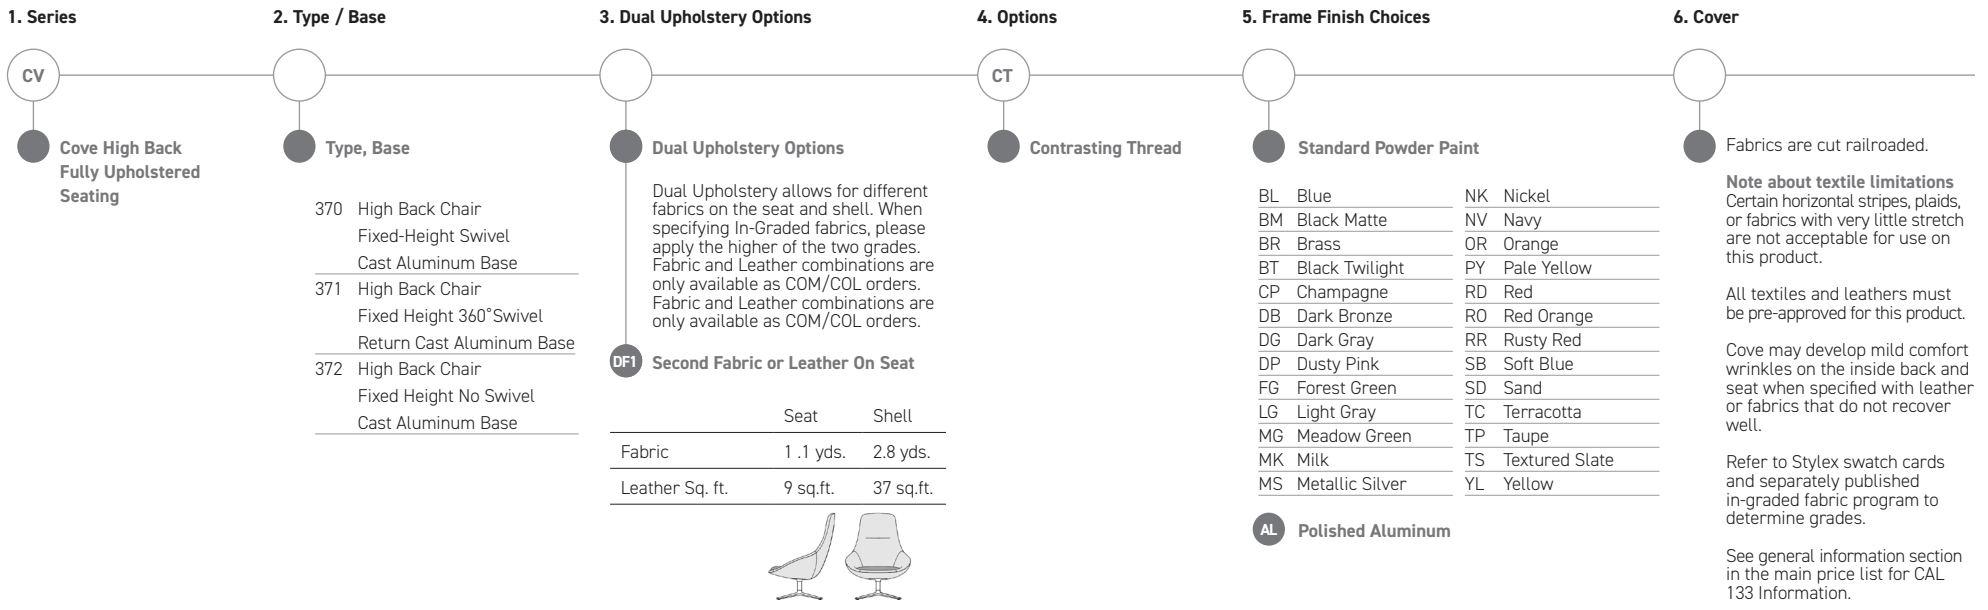 1. Series
CV
Cove High Back
Fully Upholstered
Seating
2. Type / Base
Type, Base
370 High Back Chair
Fixed-Height Swivel
Cast Aluminum Base
371 High Back Chair
Fixed Height 360°Swivel
Return Cast Aluminum Base
372 High Back Chair
Fixed Height No Swivel
Cast Aluminum Base
3. Dual Upholstery Options
Dual Upholstery Options
Dual Upholstery allows for different
fabrics on the seat and shell. When
specifying In-Graded fabrics, please
apply the higher of the two grades.
Fabric and Leather combinations are
only available as COM/COL orders.
Fabric and Leather combinations are
only available as COM/COL orders.
DF1 Second Fabric or Leather On Seat
Seat Shell
Fabric 1 .1 yds. 2.8 yds.
Leather Sq. ft. 9 sq.ft. 37 sq.ft.
4. Options
CT
Contrasting Thread
5. Frame Finish Choices
Standard Powder Paint
BL Blue
BM Black Matte
BR Brass
BT Black Twilight
CP Champagne
DB Dark Bronze
DG Dark Gray
DP Dusty Pink
FG Forest Green
LG Light Gray
MG Meadow Green
MK Milk
MS Metallic Silver
NK Nickel
NV Navy
OR Orange
PY Pale Yellow
RD Red
RO Red Orange
RR Rusty Red
SB Soft Blue
SD Sand
TC Terracotta
TP Taupe
TS Textured Slate
YL Yellow
AL Polished Aluminum
6. Cover
Fabrics are cut railroaded.
Note about textile limitations
Certain horizontal stripes, plaids,
or fabrics with very little stretch
are not acceptable for use on
this product.
All textiles and leathers must
be pre-approved for this product.
Cove may develop mild comfort
wrinkles on the inside back and
seat when specified with leather
or fabrics that do not recover
well.
Refer to Stylex swatch cards
and separately published
in-graded fabric program to
determine grades.
See general information section
in the main price list for CAL
133 Information.